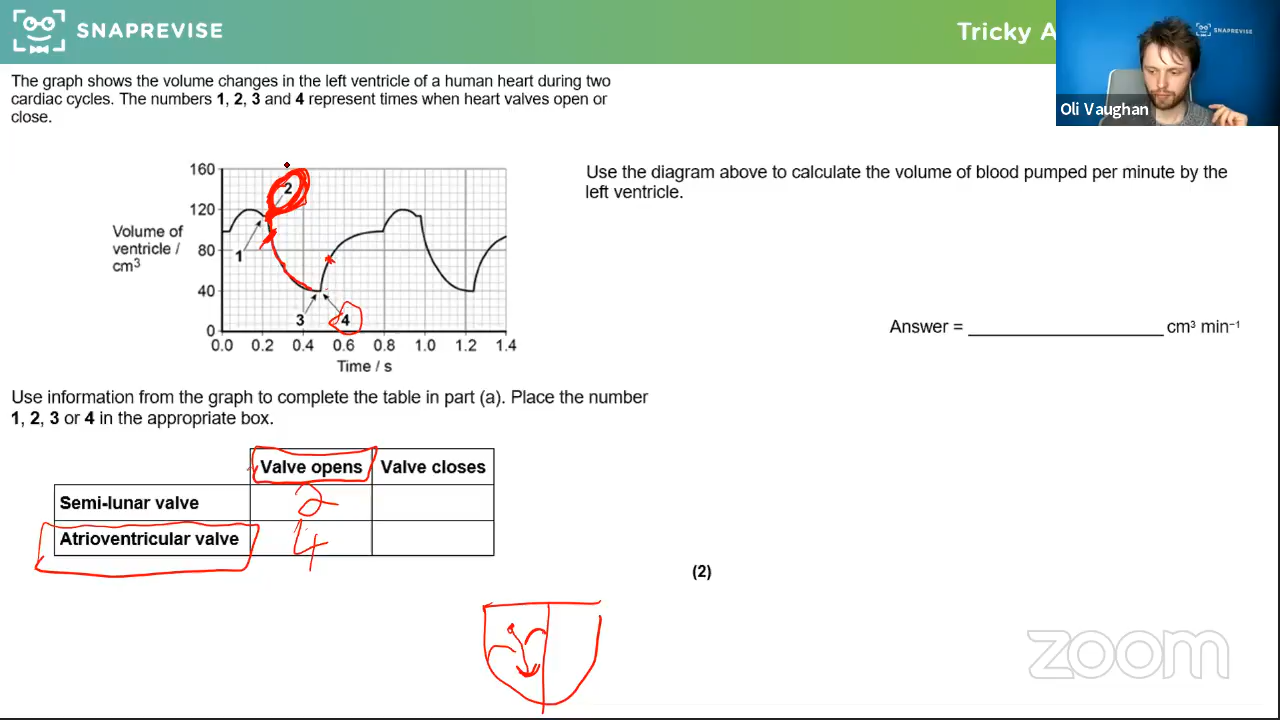 SNAPREVISE
Tricky A
SNAPREVISE
Oli Vaughan
The graph shows the volume changes in the left ventricle of a human heart during two
cardiac cycles. The numbers 1, 2, 3 and 4 represent times when heart valves open or
close.
160
120
80
40
0
Volume of
ventricle /
cm³
2
1
3
4
0.0 0.2 0.4 0.6 0.8 1.0 1.2 1.4
Time / s
Use the diagram above to calculate the volume of blood pumped per minute by the
left ventricle.
Answer = ____________________ cm³ min⁻¹
(2)
Use information from the graph to complete the table in part (a). Place the number
1, 2, 3 or 4 in the appropriate box.
Valve opens Valve closes
Semi-lunar valve 2
Atrioventricular valve 4
zoom